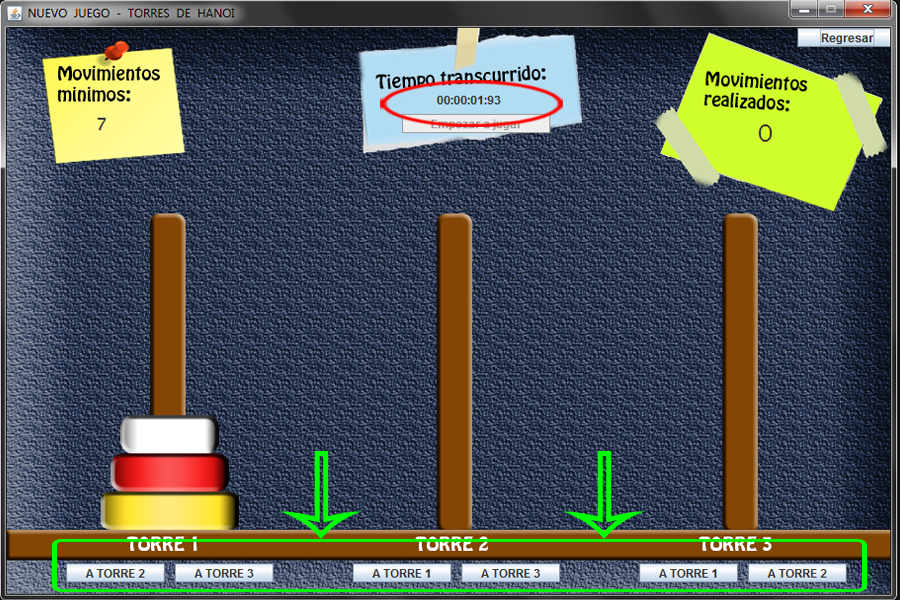 NUEVO JUEGO - TORRES DE HANOI
Regresar
Movimientos
minimos:
7
Tiempo transcurrido:
00:00:01:93
Empezar a jugar
Movimientos
realizados:
0
TORRE 1
TORRE 2
TORRE 3
A TORRE 2
A TORRE 3
A TORRE 1
A TORRE 3
A TORRE 1
A TORRE 2